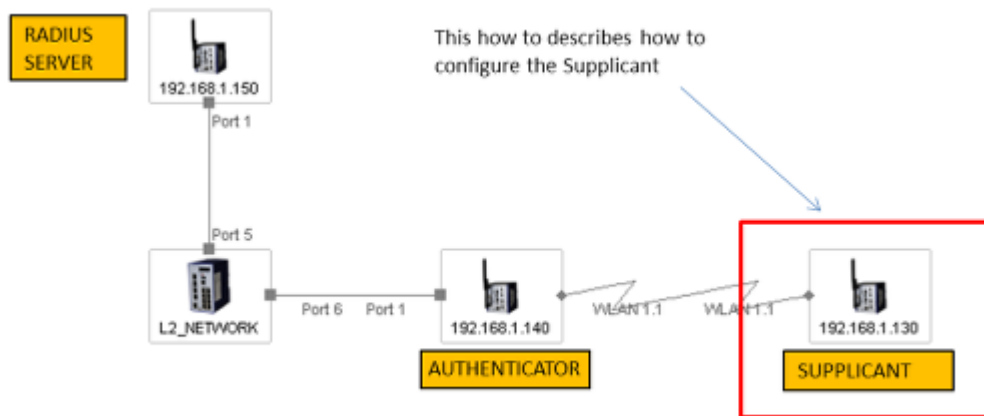 RADIUS
SERVER
192.168.1.150
This how to describes how to
configure the Supplicant
Port 1
Port 5
L2_NETWORK
Port 6
Port 1
192.168.1.140
WLAN 1.1
WLAN 1.1
192.168.1.130
AUTHENTICATOR
SUPPLICANT